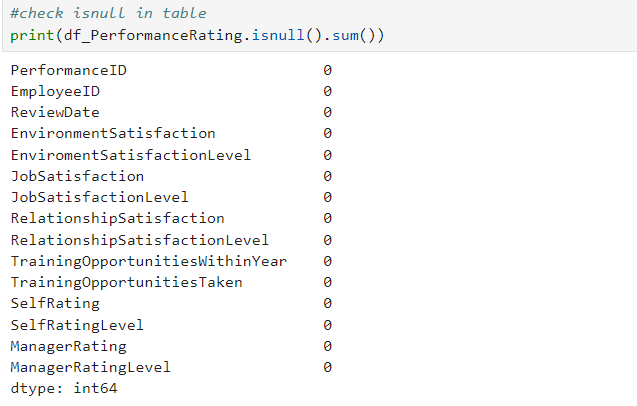 #check isnull in table
print(df_PerformanceRating.isnull().sum())
PerformanceID 0
EmployeeID 0
ReviewDate 0
EnvironmentSatisfaction 0
EnviromentSatisfactionLevel 0
JobSatisfaction 0
JobSatisfactionLevel 0
RelationshipSatisfaction 0
RelationshipSatisfactionLevel 0
TrainingOpportunitiesWithinYear 0
TrainingOpportunitiesTaken 0
SelfRating 0
SelfRatingLevel 0
ManagerRating 0
ManagerRatingLevel 0
dtype: int64